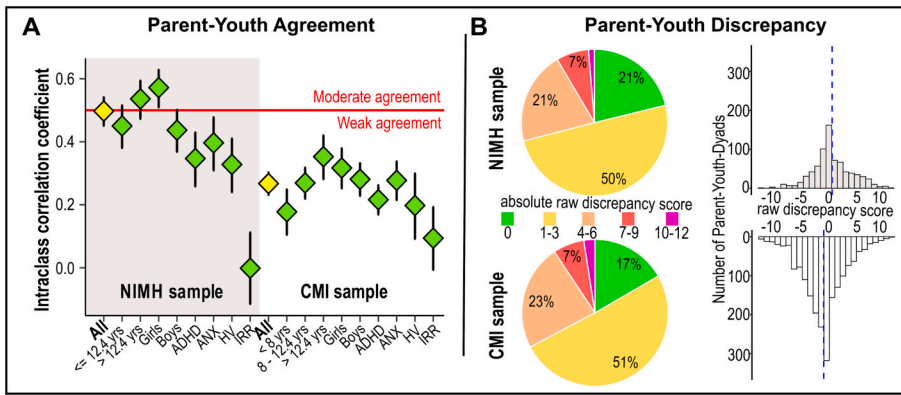 A
Parent-Youth Agreement
Intraclass correlation coefficient
0.6
0.4
0.2
0.0
Moderate agreement
Weak agreement
NIMH sample
CMI sample
All
<= 12.4 yrs
> 12.4 yrs
Girls
Boys
ADHD
ANX
HV
IRR
All
< 8 yrs
8 - 12.4 yrs
> 12.4 yrs
Girls
Boys
ADHD
ANX
HV
IRR
B
Parent-Youth Discrepancy
NIMH sample
7%
21%
21%
50%
absolute raw discrepancy score
0
1-3
4-6
7-9
10-12
CMI sample
7%
17%
23%
51%
Number of Parent-Youth-Dyads
300
200
100
0
-10
-5
0
5
10
raw discrepancy score
-10
-5
0
5
10
0
100
200
300